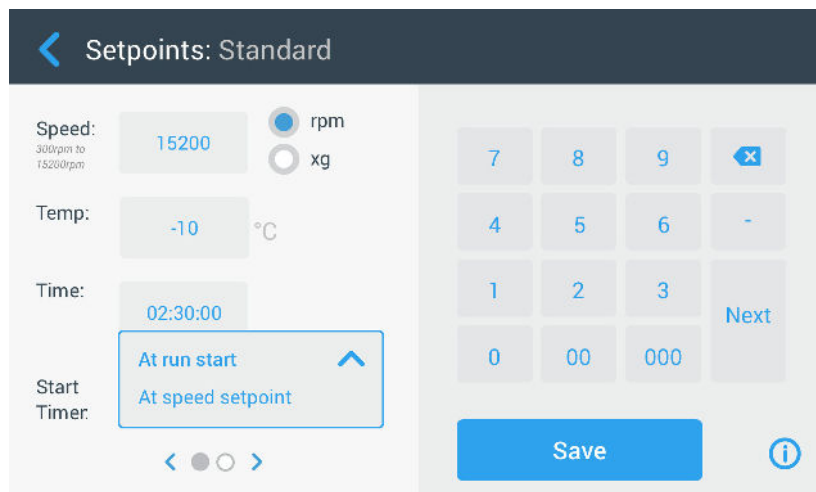 Setpoints: Standard
Speed:
300rpm to
15200rpm
15200
rpm
xg
Temp:
-10
°C
Time:
02:30:00
Start
Timer:
At run start
At speed setpoint
7 8 9
4 5 6 -
1 2 3
Next
0 00 000
Save